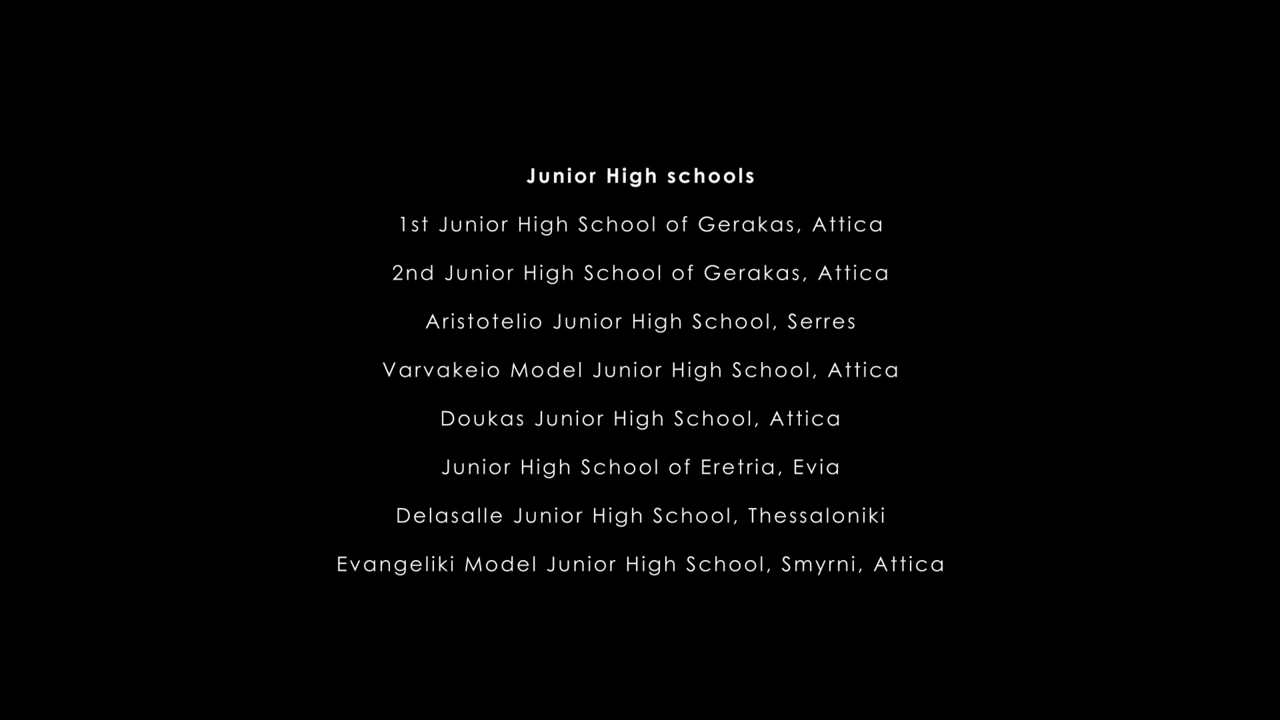 Junior High schools
1st Junior High School of Gerakas, Attica
2nd Junior High School of Gerakas, Attica
Aristotelio Junior High School, Serres
Varvakeio Model Junior High School, Attica
Doukas Junior High School, Attica
Junior High School of Eretria, Evia
Delasalle Junior High School, Thessaloniki
Evangeliki Model Junior High School, Smyrni, Attica